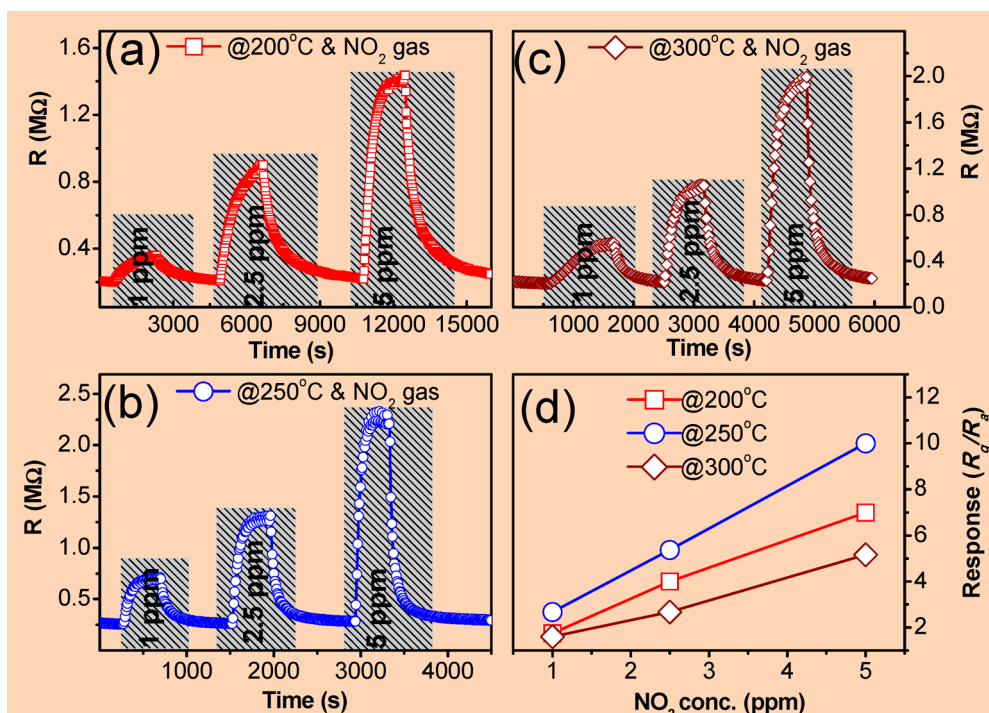 (a)
@200°C & NO₂ gas
1.6
1.2
0.8
0.4
R (MΩ)
1 ppm
2.5 ppm
5 ppm
3000 6000 9000 12000 15000
Time (s)
(c)
@300°C & NO₂ gas
2.0
1.6
1.2
0.8
0.4
0.0
R (MΩ)
1 ppm
2.5 ppm
5 ppm
1000 2000 3000 4000 5000 6000
Time (s)
(b)
@250°C & NO₂ gas
2.5
2.0
1.5
1.0
0.5
R (MΩ)
1 ppm
2.5 ppm
5 ppm
1000 2000 3000 4000
Time (s)
(d)
@200°C
@250°C
@300°C
12
10
8
6
4
2
Response (Rg/Ra)
1 2 3 4 5
NO₂ conc. (ppm)